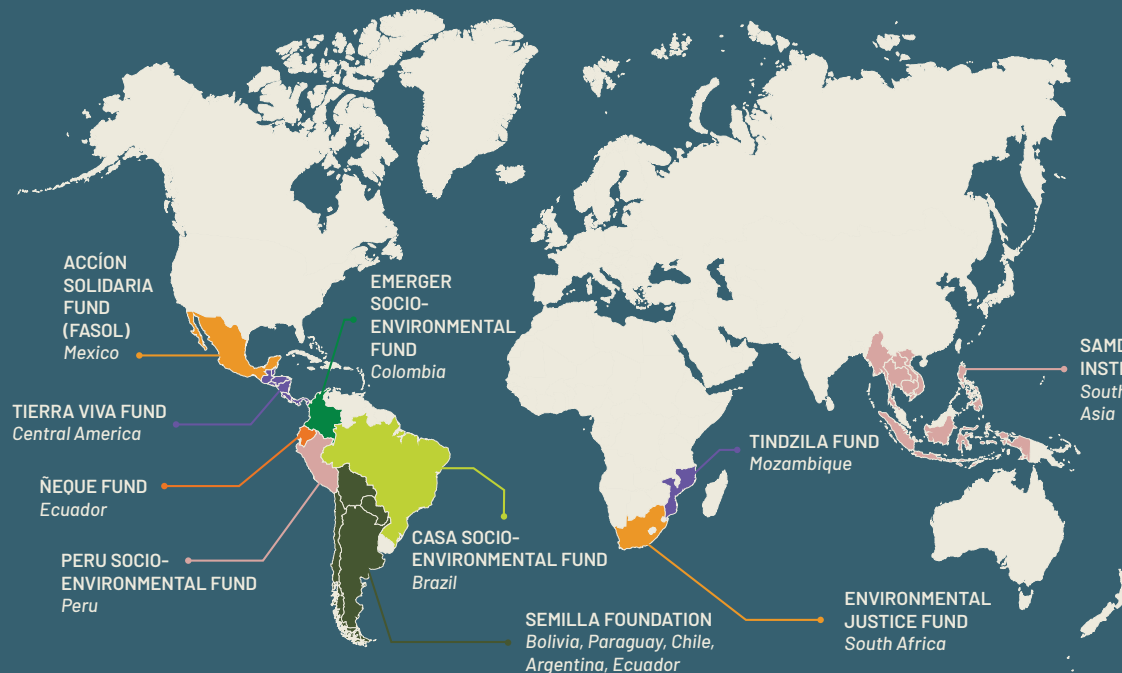 ACCÍON
SOLIDARIA
FUND
(FASOL)
Mexico
EMERGER
SOCIO-
ENVIRONMENTAL
FUND
Colombia
TIERRA VIVA FUND
Central America
ÑEQUE FUND
Ecuador
PERU SOCIO-
ENVIRONMENTAL FUND
Peru
CASA SOCIO-
ENVIRONMENTAL FUND
Brazil
SEMILLA FOUNDATION
Bolivia, Paraguay, Chile,
Argentina, Ecuador
TINDZILA FUND
Mozambique
ENVIRONMENTAL
JUSTICE FUND
South Africa
Asia